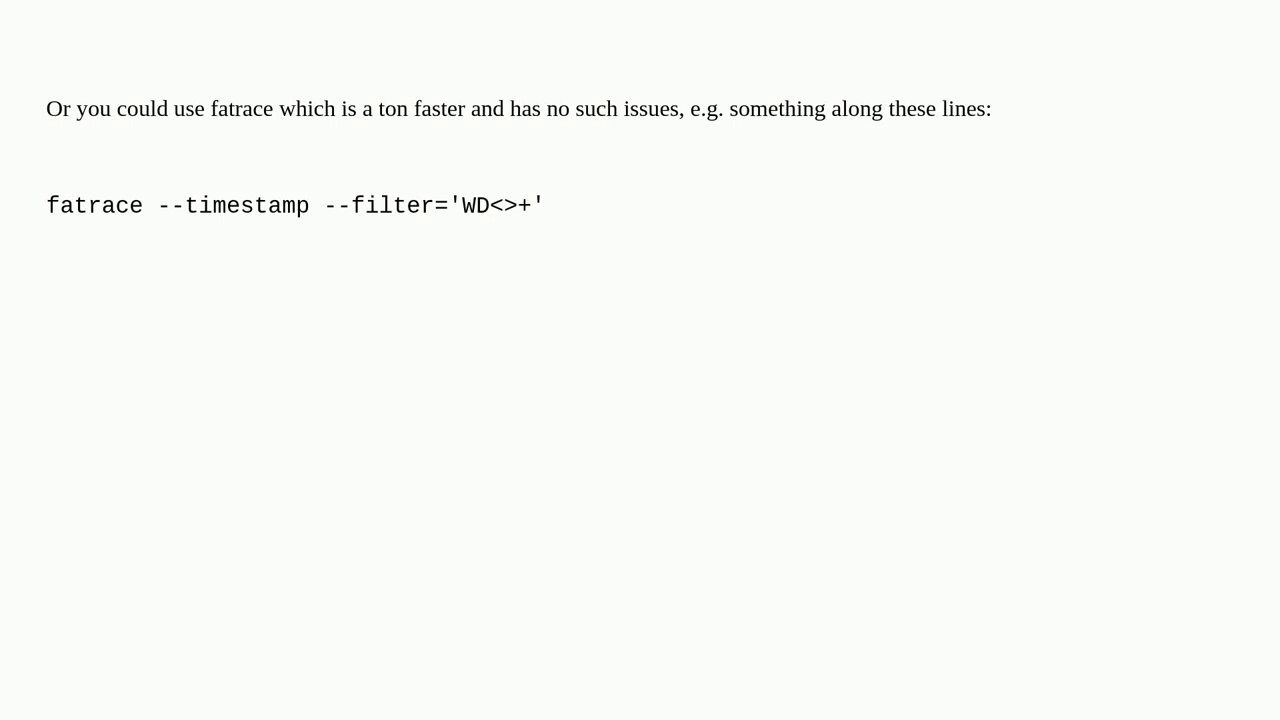 Or you could use fatrace which is a ton faster and has no such issues, e.g. something along these lines:
fatrace --timestamp --filter='WD<>+'